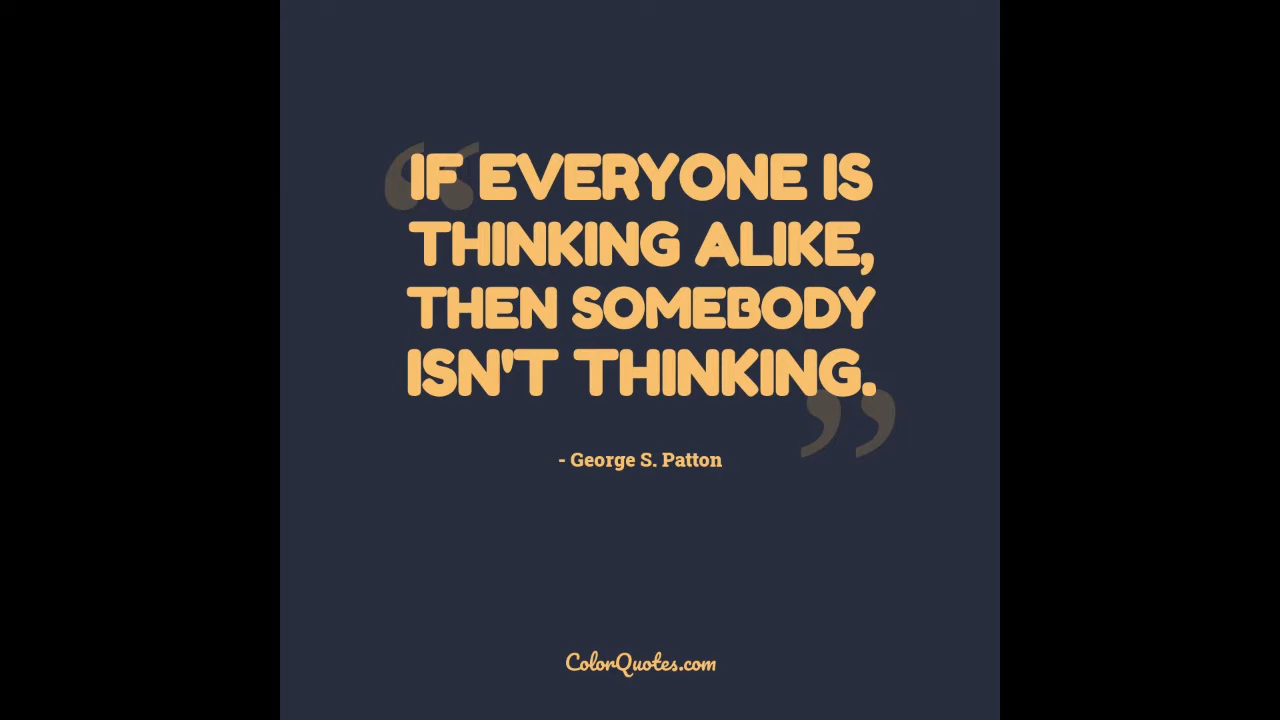 IF EVERYONE IS
THINKING ALIKE,
THEN SOMEBODY
ISN'T THINKING.
- George S. Patton
ColorQuotes.com